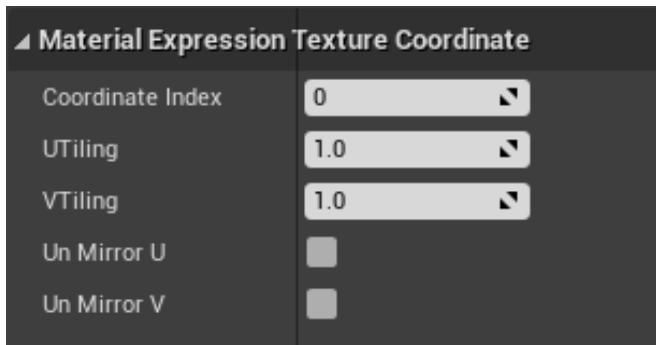 Material Expression Texture Coordinate
Coordinate Index 0
UTiling 1.0
VTiling 1.0
Un Mirror U
Un Mirror V